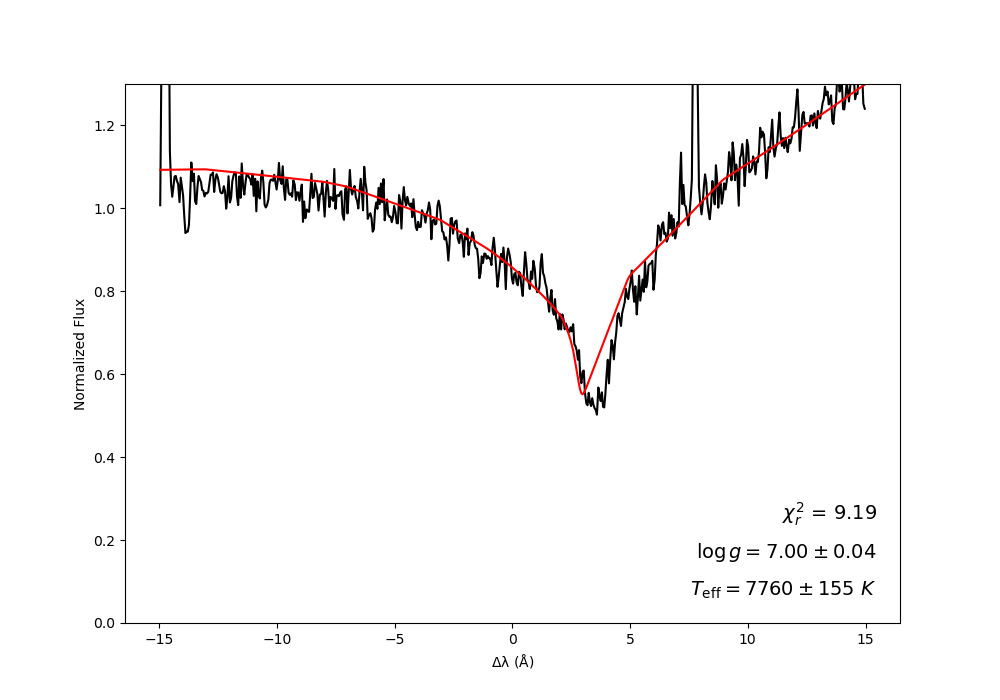 1.2
1.0
0.8
0.6
0.4
0.2
0.0
Normalized Flux
χ²ᵣ = 9.19
log g = 7.00 ± 0.04
T_eff = 7760 ± 155 K
−15 −10 −5 0 5 10 15
Δλ (Å)